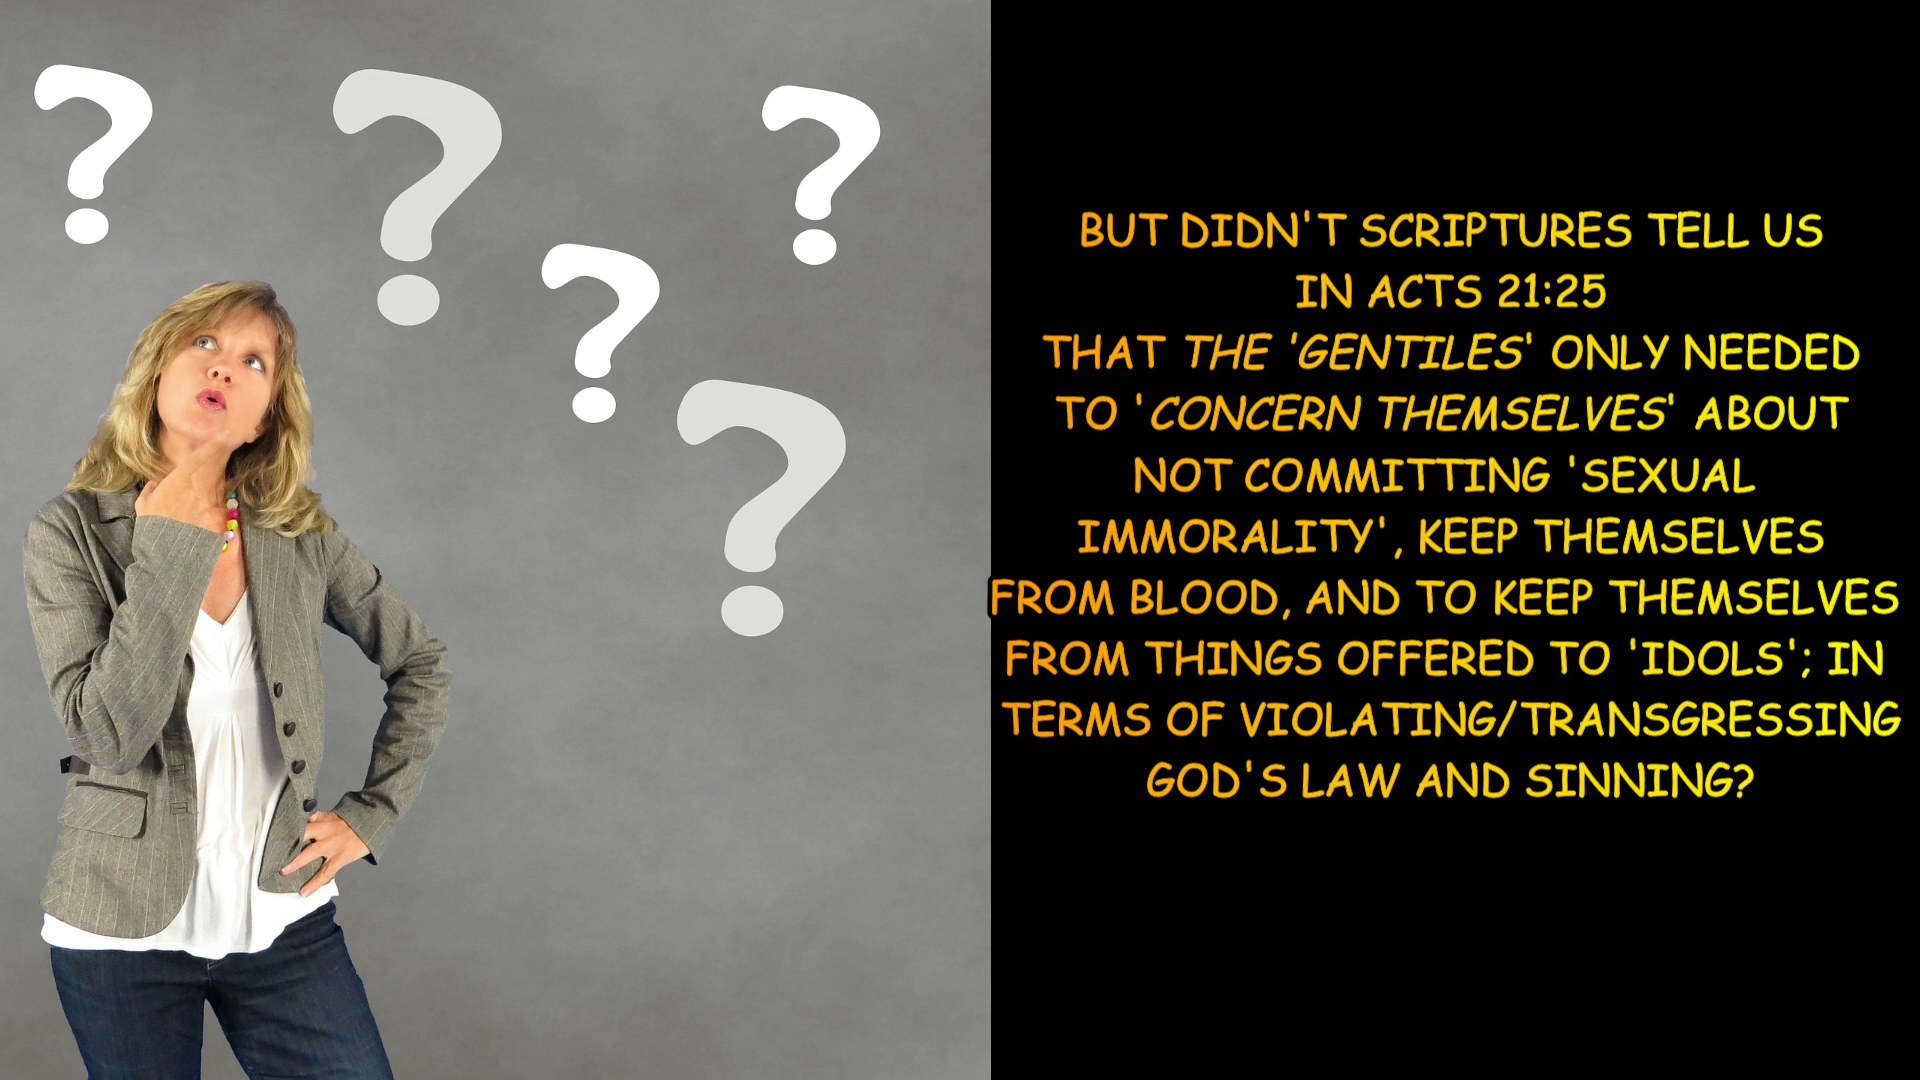 BUT DIDN'T SCRIPTURES TELL US
IN ACTS 21:25
THAT THE 'GENTILES' ONLY NEEDED
TO 'CONCERN THEMSELVES' ABOUT
NOT COMMITTING 'SEXUAL
IMMORALITY', KEEP THEMSELVES
FROM BLOOD, AND TO KEEP THEMSELVES
FROM THINGS OFFERED TO 'IDOLS'; IN
TERMS OF VIOLATING/TRANSGRESSING
GOD'S LAW AND SINNING?
? ? ? ? ?